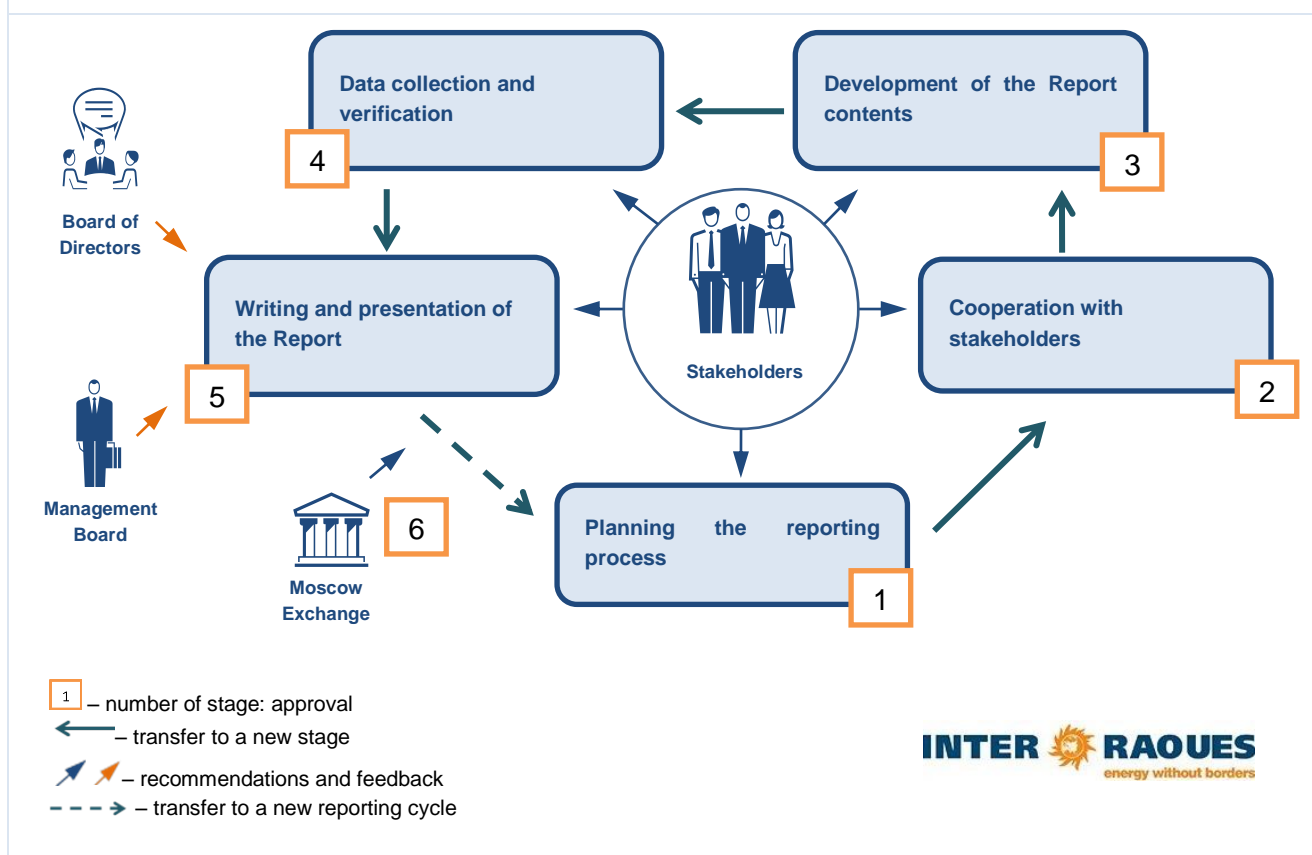 Data collection and
verification
4
Development of the Report
contents
3
Board of
Directors
Writing and presentation of
the Report
5
Stakeholders
Cooperation with
stakeholders
2
Management
Board
6
Moscow
Exchange
Planning the reporting
process
1
1 – number of stage: approval
– transfer to a new stage
– recommendations and feedback
– transfer to a new reporting cycle
INTER RAOUES
energy without borders